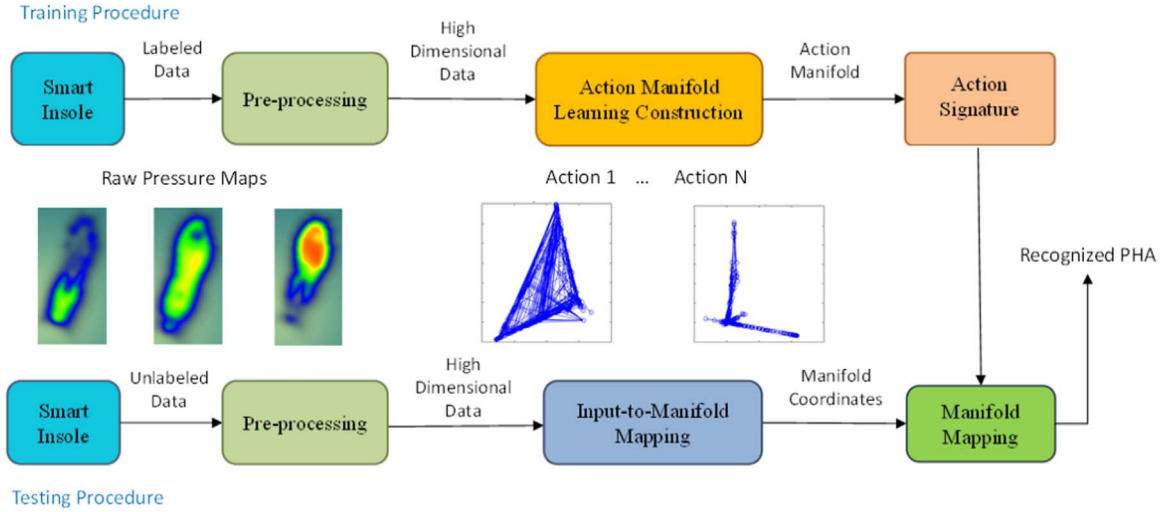 Training Procedure
Smart
Insole
Labeled
Data
Pre-processing
High
Dimensional
Data
Action Manifold
Learning Construction
Action
Manifold
Action
Signature
Raw Pressure Maps
Action 1 ... Action N
Recognized PHA
Smart
Insole
Unlabeled
Data
Pre-processing
High
Dimensional
Data
Input-to-Manifold
Mapping
Manifold
Coordinates
Manifold
Mapping
Testing Procedure